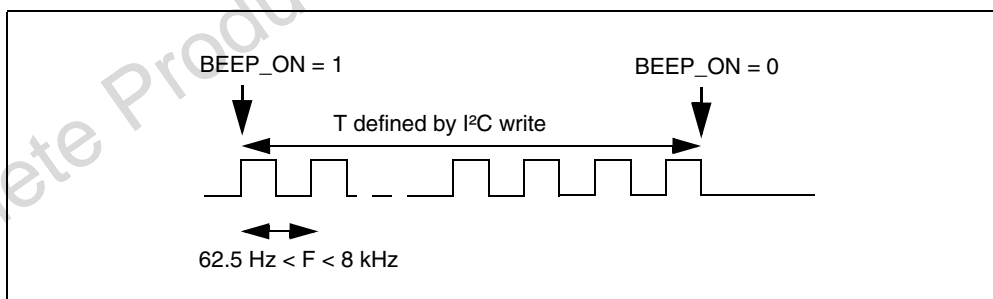 BEEP_ON = 1
BEEP_ON = 0
T defined by I²C write
62.5 Hz < F < 8 kHz